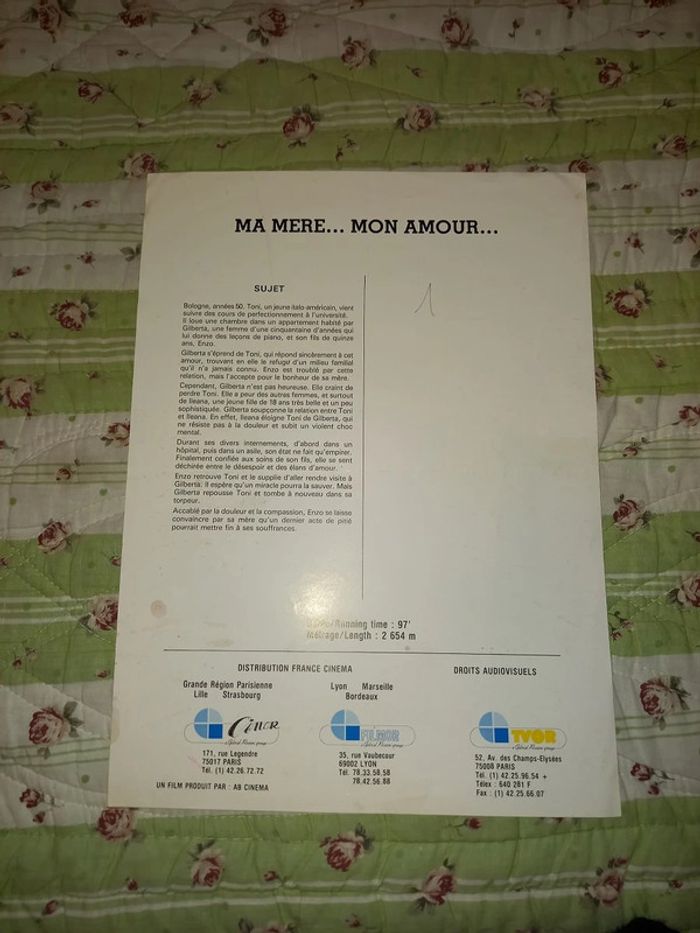 MA MERE... MON AMOUR...
SUJET
Bologne, années 50. Toni, un jeune italo-américain, vient
suivre des cours de perfectionnement à l'université.
Il loue une chambre dans un appartement habité par
Gilberta, une femme d'une cinquantaine d'années qui
lui donne des leçons de piano, et son fils de quinze
ans, Enzo.
Gilberta s'éprend de Toni, qui répond sincèrement à cet
amour, trouvant en elle le refuge d'un milieu familial
qu'il n'a jamais connu. Enzo est troublé par cette
relation, mais l'accepte pour le bonheur de sa mère.
Cependant, Gilberta n'est pas heureuse. Elle craint de
perdre Toni. Elle a peur des autres femmes, et surtout
de Ileana, une jeune fille de 18 ans très belle et un peu
sophistiquée. Gilberta soupçonne la relation entre Toni
et Ileana. En effet, Ileana éloigne Toni de Gilberta, qui
ne résiste pas à la douleur et subit un violent choc
mental.
Durant ses divers internements, d'abord dans un
hôpital, puis dans un asile, son état ne fait qu'empirer.
Finalement confiée aux soins de son fils, elle se sent
déchirée entre le désespoir et des élans d'amour.
Enzo retrouve Toni et le supplie d'aller rendre visite à
Gilberta: il espère qu'un miracle pourra la sauver. Mais
Gilberta repousse Toni et tombe à nouveau dans sa
torpeur.
Accablé par la douleur et la compassion, Enzo se laisse
convaincre par sa mère qu'un dernier acte de pitié
pourrait mettre fin à ses souffrances.
1
Running time : 97'
Métrage/Length : 2 654 m
DISTRIBUTION FRANCE CINEMA
Grande Région Parisienne
Lille Strasbourg
171, rue Legendre
75017 PARIS
Tél. (1) 42.26.72.72
Lyon Marseille
Bordeaux
FILMOR
35, rue Vaubecour
69002 LYON
Tél. 78.33.58.58
78.42.56.88
DROITS AUDIOVISUELS
TVOR
52, Av. des Champs-Elysées
75008 PARIS
Tél. (1) 42.25.96.54 +
Télex : 640 281 F
Fax : (1) 42.25.66.07
UN FILM PRODUIT PAR : AB CINEMA